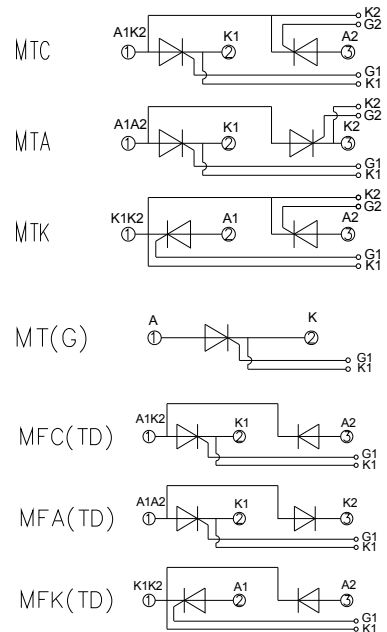 K2
G2
A1K2 K1 A2
MTC 1 2 3
G1
K1
K2
G2
A1A2 K1 K2
MTA 1 2 3
G1
K1
K2
G2
K1K2 A1 A2
MTK 1 2 3
G1
K1
A K
MT(G) 1 2
G1
K1
A1K2 K1 A2
MFC(TD) 1 2 3
G1
K1
A1A2 K1 K2
MFA(TD) 1 2 3
G1
K1
K1K2 A1 A2
MFK(TD) 1 2 3
G1
K1